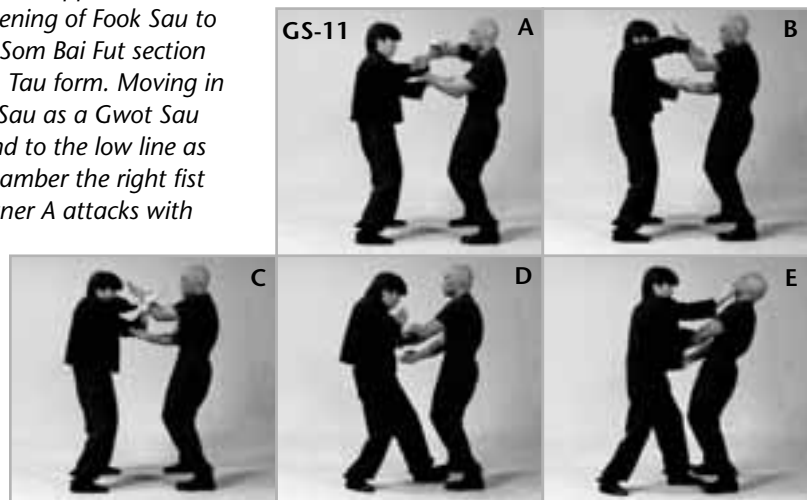 ening of Fook Sau to
Som Bai Fut section
Tau form. Moving in
Sau as a Gwot Sau
nd to the low line as
amber the right fist
ner A attacks with
GS-11 A
B
C
D
E